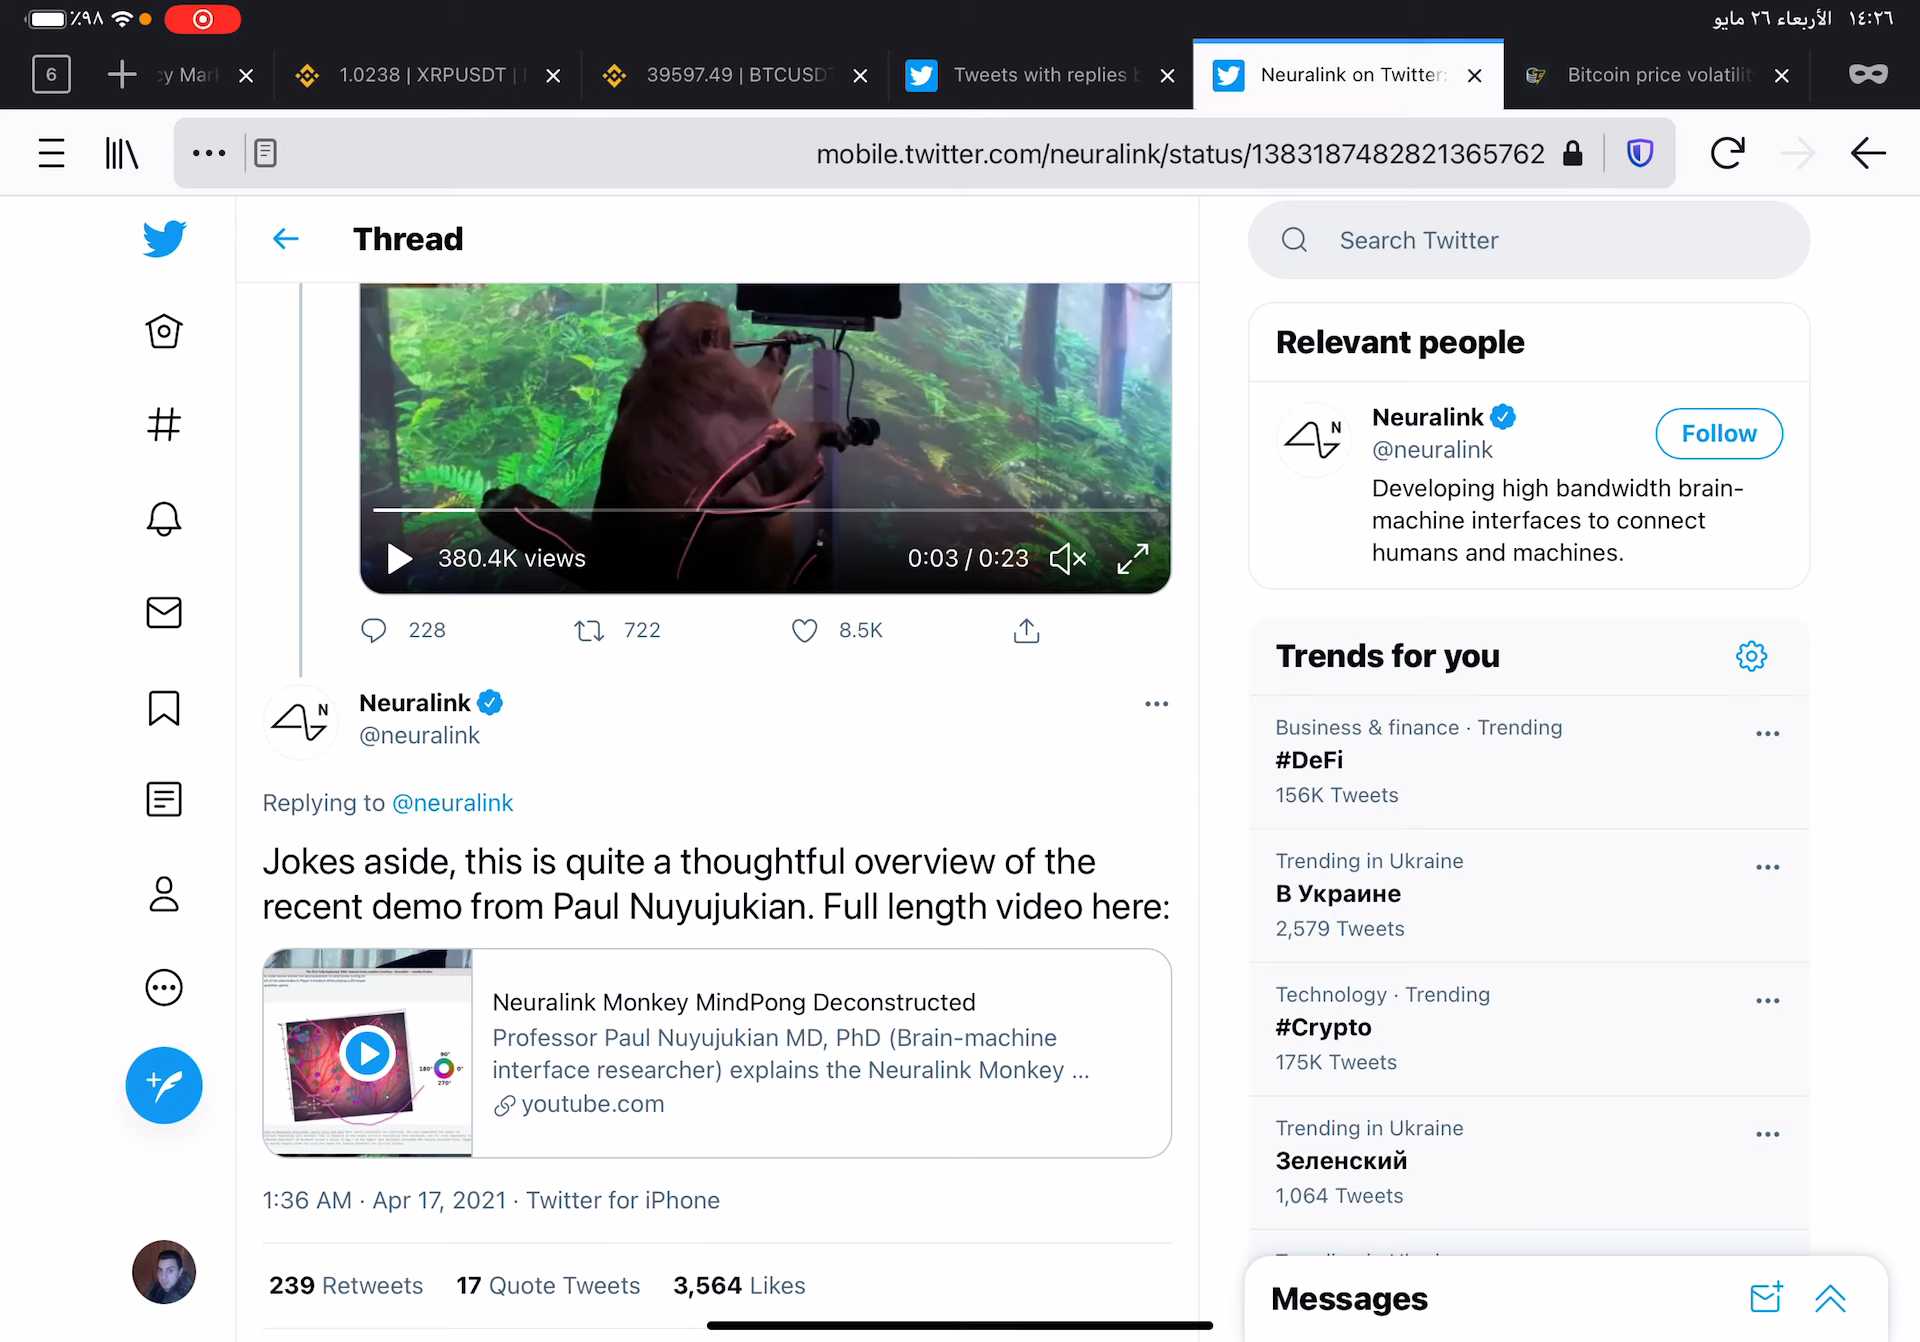 ٪٩٨
١٤:٢٦ الأربعاء ٢٦ مايو
6
cy Mark
1.0238 | XRPUSDT |
39597.49 | BTCUSDT
Tweets with replies b
Neuralink on Twitter:
Bitcoin price volatilit
mobile.twitter.com/neuralink/status/1383187482821365762
Thread
Search Twitter
380.4K views
0:03 / 0:23
228
722
8.5K
Neuralink
@neuralink
Replying to @neuralink
Jokes aside, this is quite a thoughtful overview of the
recent demo from Paul Nuyujukian. Full length video here:
180°
90°
0°
270°
Neuralink Monkey MindPong Deconstructed
Professor Paul Nuyujukian MD, PhD (Brain-machine
interface researcher) explains the Neuralink Monkey ...
youtube.com
1:36 AM · Apr 17, 2021 · Twitter for iPhone
239 Retweets 17 Quote Tweets 3,564 Likes
Relevant people
Neuralink
@neuralink
Follow
Developing high bandwidth brain-
machine interfaces to connect
humans and machines.
Trends for you
Business & finance · Trending
#DeFi
156K Tweets
Trending in Ukraine
В Украине
2,579 Tweets
Technology · Trending
#Crypto
175K Tweets
Trending in Ukraine
Зеленский
1,064 Tweets
Messages